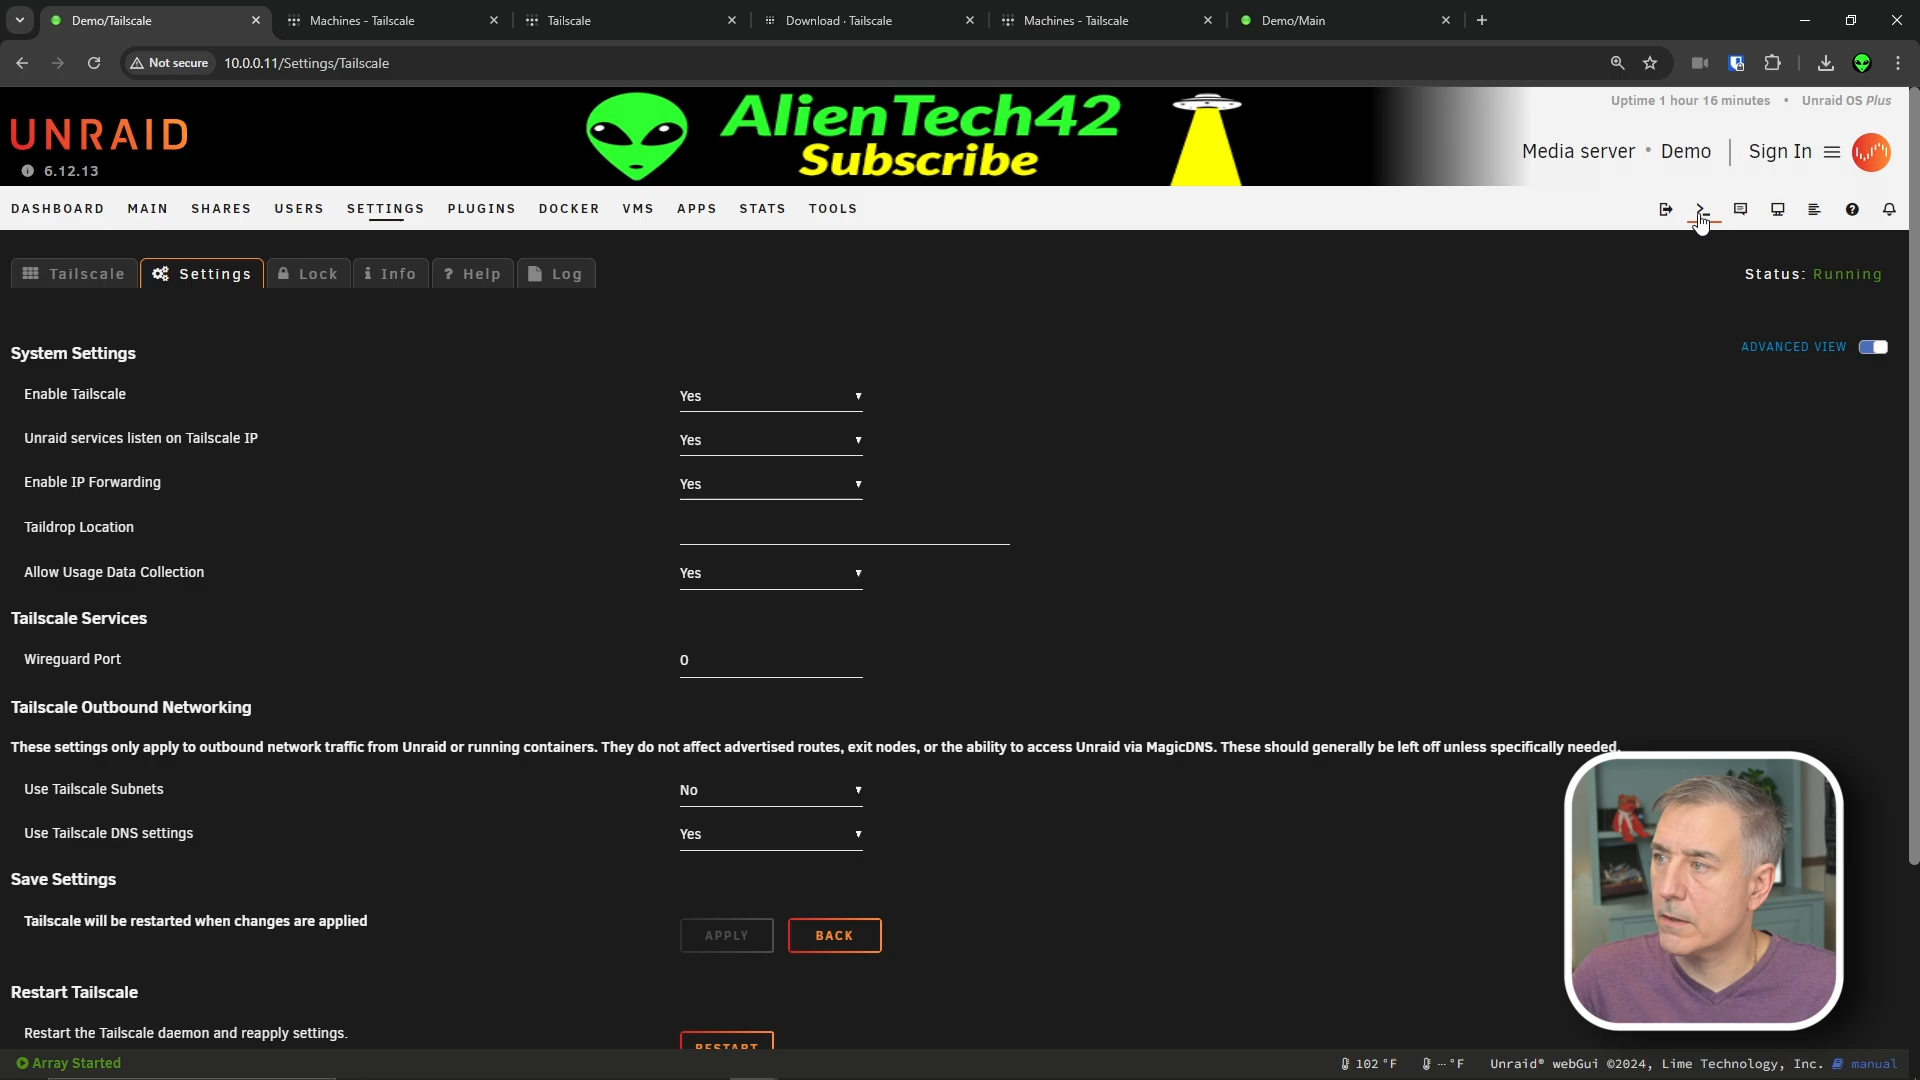 Demo/Tailscale
Machines - Tailscale
Tailscale
Download · Tailscale
Machines - Tailscale
Demo/Main
Not secure
10.0.0.11/Settings/Tailscale
UNRAID
6.12.13
AlienTech42
Subscribe
Uptime 1 hour 16 minutes • Unraid OS Plus
Media server • Demo
Sign In
DASHBOARD
MAIN
SHARES
USERS
SETTINGS
PLUGINS
DOCKER
VMS
APPS
STATS
TOOLS
Tailscale
Settings
Lock
Info
Help
Log
Status: Running
System Settings
ADVANCED VIEW
Enable Tailscale
Yes
Unraid services listen on Tailscale IP
Yes
Enable IP Forwarding
Yes
Taildrop Location
Allow Usage Data Collection
Yes
Tailscale Services
Wireguard Port
0
Tailscale Outbound Networking
These settings only apply to outbound network traffic from Unraid or running containers. They do not affect advertised routes, exit nodes, or the ability to access Unraid via MagicDNS. These should generally be left off unless specifically needed.
Use Tailscale Subnets
No
Use Tailscale DNS settings
Yes
Save Settings
Tailscale will be restarted when changes are applied
APPLY
BACK
Restart Tailscale
Restart the Tailscale daemon and reapply settings.
RESTART
Array Started
102 °F
-- °F
Unraid® webGui ©2024, Lime Technology, Inc.
manual